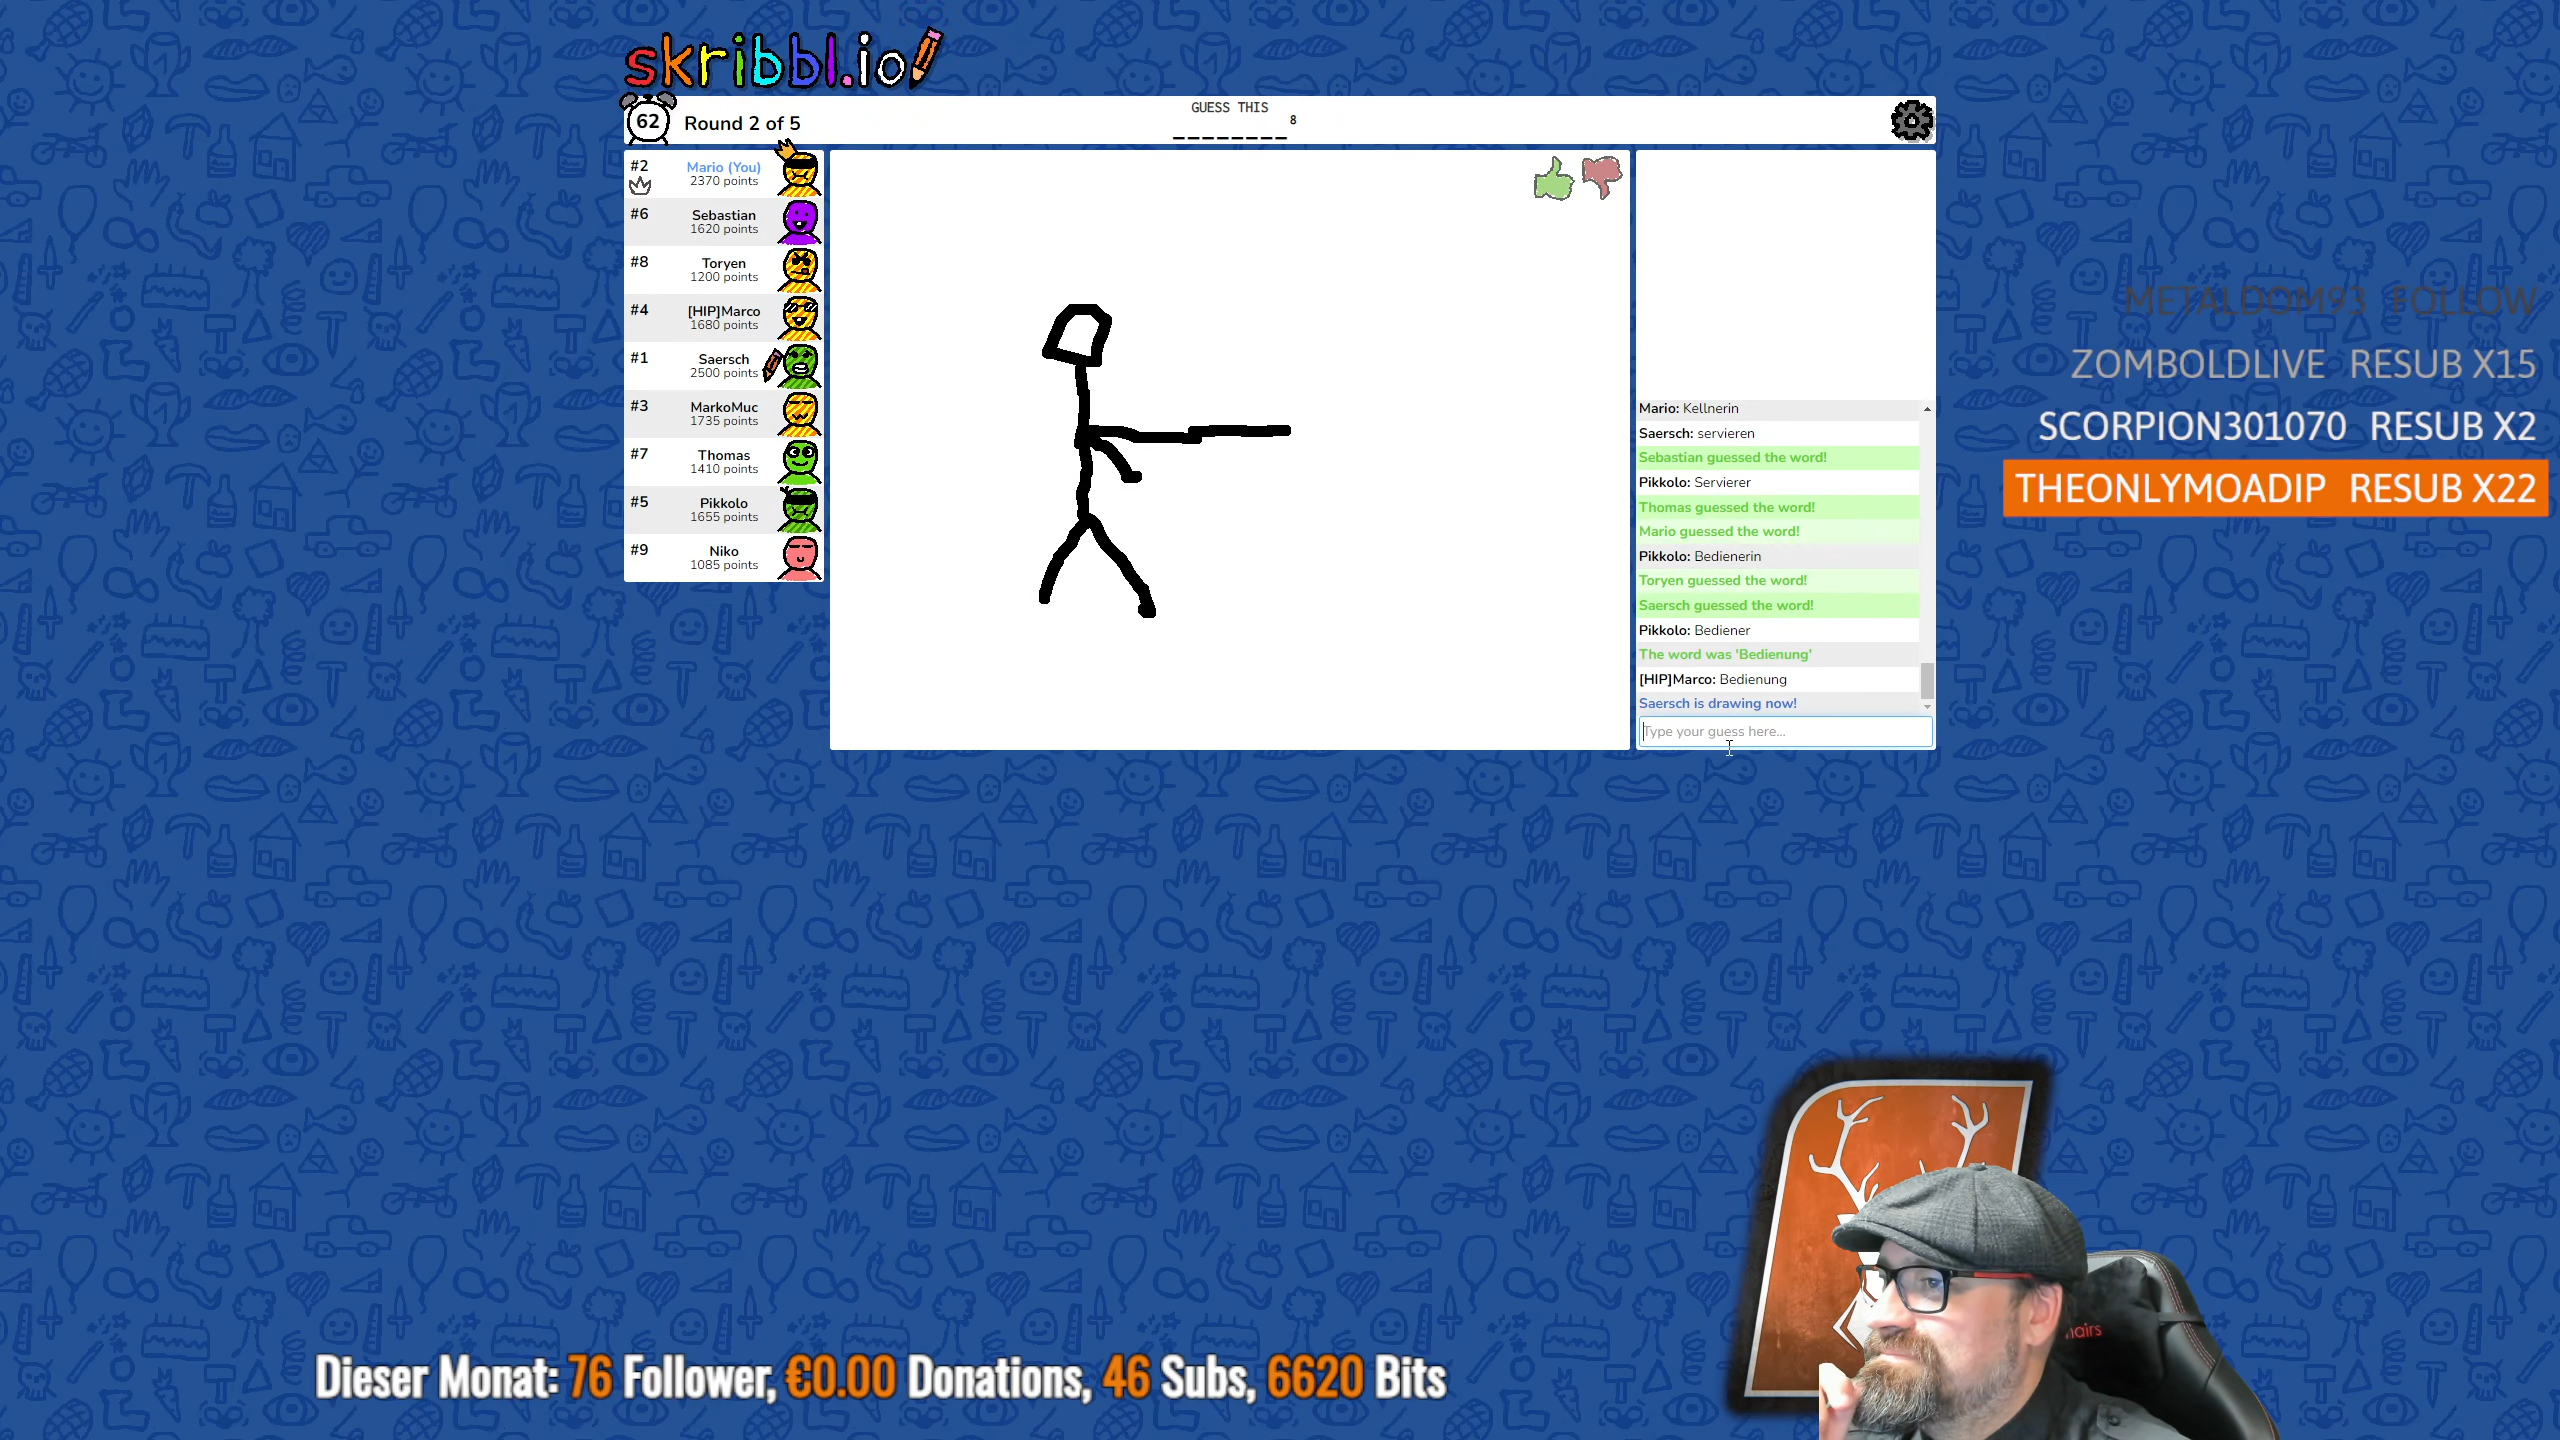 skribbl.io
62
Round 2 of 5
GUESS THIS
________ 8
#2
Mario (You)
2370 points
#6
Sebastian
1620 points
#8
Toryen
1200 points
#4
[HIP]Marco
1680 points
#1
Saersch
2500 points
#3
MarkoMuc
1735 points
#7
Thomas
1410 points
#5
Pikkolo
1655 points
#9
Niko
1085 points
Mario: Kellnerin
Saersch: servieren
Sebastian guessed the word!
Pikkolo: Servierer
Thomas guessed the word!
Mario guessed the word!
Pikkolo: Bedienerin
Toryen guessed the word!
Saersch guessed the word!
Pikkolo: Bediener
The word was 'Bedienung'
[HIP]Marco: Bedienung
Saersch is drawing now!
Type your guess here...
METALDOM93 FOLLOW
ZOMBOLDLIVE RESUB X15
SCORPION301070 RESUB X2
THEONLYMOADIP RESUB X22
Dieser Monat: 76 Follower, €0.00 Donations, 46 Subs, 6620 Bits